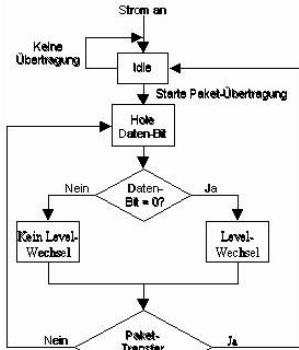 Strom an
Keine
Übertragung
Idle
Starte Paket-Übertragung
Hole
Daten-Bit
Nein
Daten-
Bit = 0?
Ja
Kein Level-
Wechsel
Level-
Wechsel
Nein
Paket-
Transfer
Ja